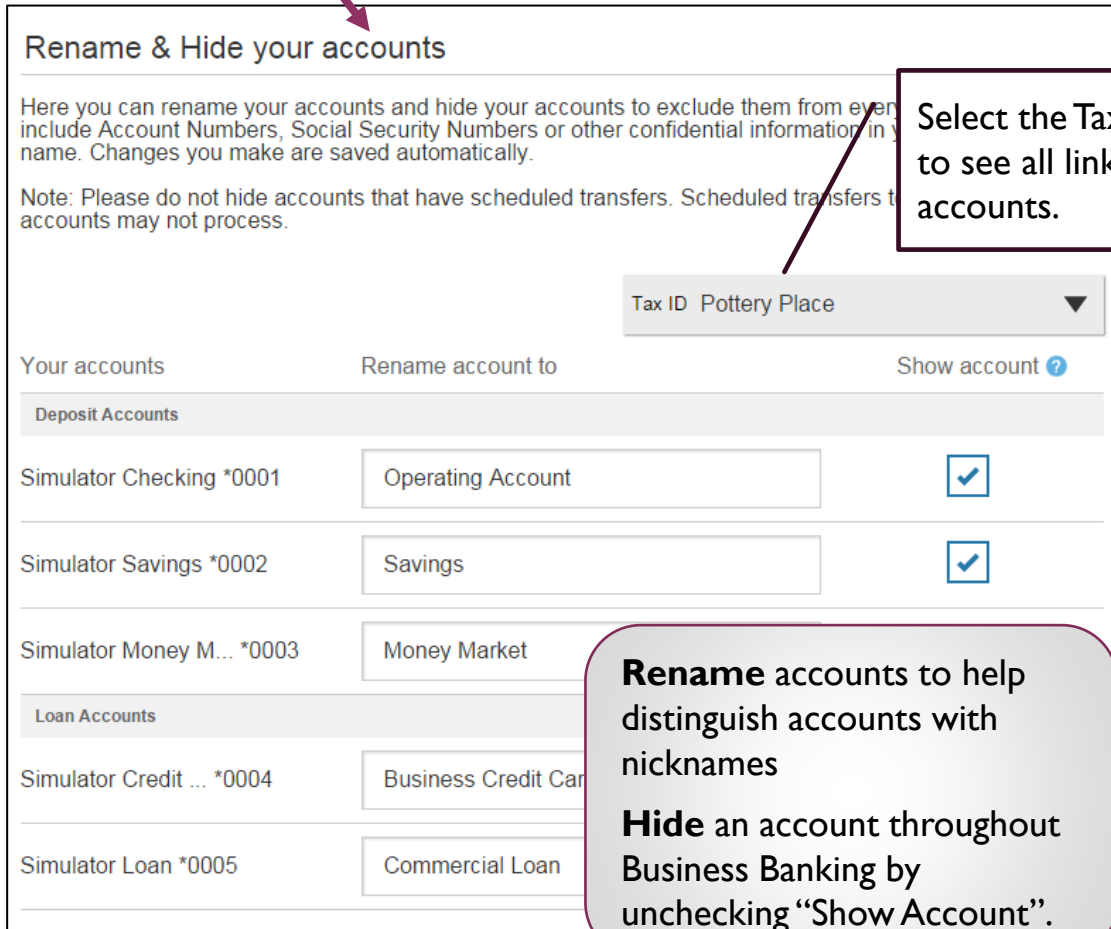 Rename & Hide your accounts
Here you can rename your accounts and hide your accounts to exclude them from every
include Account Numbers, Social Security Numbers or other confidential information in
name. Changes you make are saved automatically.
Note: Please do not hide accounts that have scheduled transfers. Scheduled transfers
accounts may not process.
Select the Tax
to see all link
accounts.
Tax ID Pottery Place
Your accounts Rename account to Show account ?
Deposit Accounts
Simulator Checking *0001 Operating Account
Simulator Savings *0002 Savings
Simulator Money M... *0003 Money Market
Loan Accounts
Simulator Credit ... *0004 Business Credit Car
Simulator Loan *0005 Commercial Loan
Rename accounts to help
distinguish accounts with
nicknames
Hide an account throughout
Business Banking by
unchecking “Show Account”.